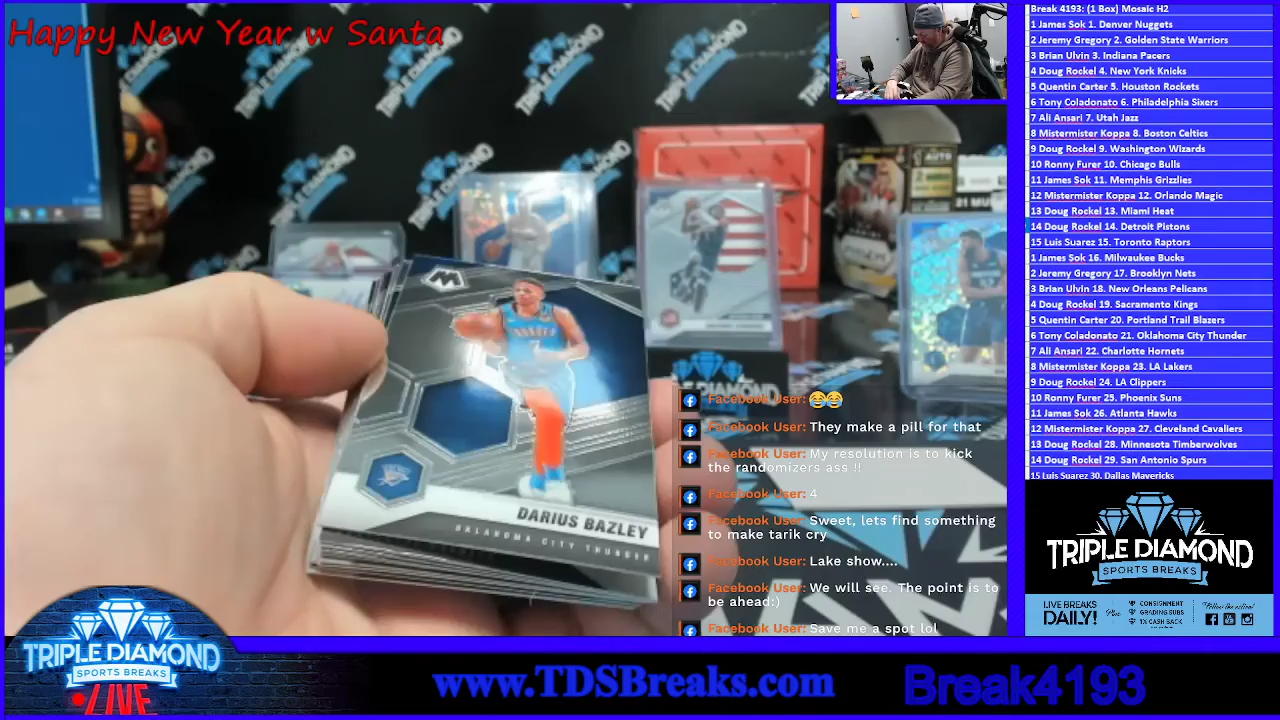 Happy New Year w Santa
Break 4193: (1 Box) Mosaic H2
1 James Sok 1. Denver Nuggets
2 Jeremy Gregory 2. Golden State Warriors
3 Brian Ulvin 3. Indiana Pacers
4 Doug Rockel 4. New York Knicks
5 Quentin Carter 5. Houston Rockets
6 Tony Coladonato 6. Philadelphia Sixers
7 Ali Ansari 7. Utah Jazz
8 Mistermister Koppa 8. Boston Celtics
9 Doug Rockel 9. Washington Wizards
10 Ronny Furer 10. Chicago Bulls
11 James Sok 11. Memphis Grizzlies
12 Mistermister Koppa 12. Orlando Magic
13 Doug Rockel 13. Miami Heat
14 Doug Rockel 14. Detroit Pistons
15 Luis Suarez 15. Toronto Raptors
1 James Sok 16. Milwaukee Bucks
2 Jeremy Gregory 17. Brooklyn Nets
3 Brian Ulvin 18. New Orleans Pelicans
4 Doug Rockel 19. Sacramento Kings
5 Quentin Carter 20. Portland Trail Blazers
6 Tony Coladonato 21. Oklahoma City Thunder
7 Ali Ansari 22. Charlotte Hornets
8 Mistermister Koppa 23. LA Lakers
9 Doug Rockel 24. LA Clippers
10 Ronny Furer 25. Phoenix Suns
11 James Sok 26. Atlanta Hawks
12 Mistermister Koppa 27. Cleveland Cavaliers
13 Doug Rockel 28. Minnesota Timberwolves
14 Doug Rockel 29. San Antonio Spurs
15 Luis Suarez 30. Dallas Mavericks
DARIUS BAZLEY
OKLAHOMA CITY THUNDER
Facebook User: 😂😂
Facebook User: They make a pill for that
Facebook User: My resolution is to kick
the randomizers ass !!
Facebook User: 4
Facebook User: Sweet, lets find something
to make tarik cry
Facebook User: Lake show....
Facebook User: We will see. The point is to
be ahead:)
Facebook User: Save me a spot lol
TRIPLE DIAMOND
SPORTS BREAKS
LIVE BREAKS
DAILY!
Plus
CONSIGNMENT
GRADING SUBS
1% CASH BACK
Follow the action!
TRIPLE DIAMOND
SPORTS BREAKS
LIVE
www.TDSBreaks.com
Break4193